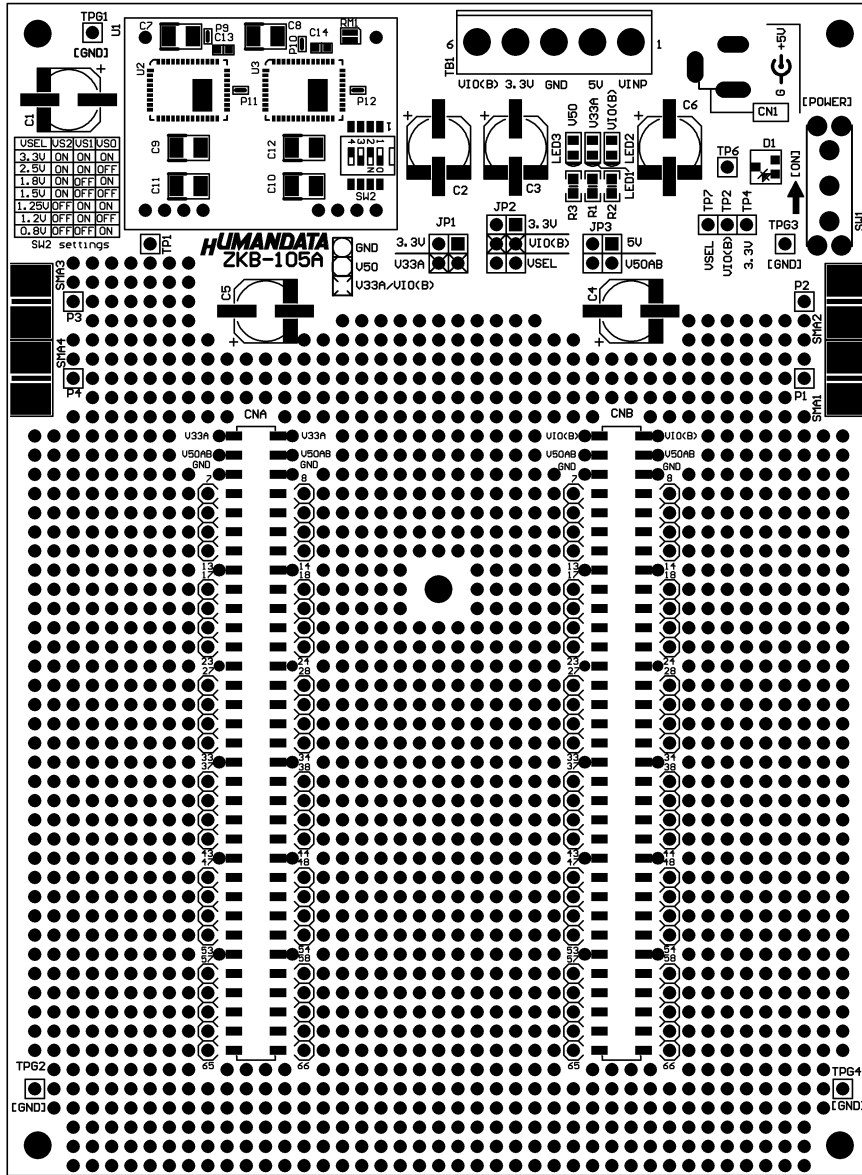 TPG1
[GND]
U1
C7
P9
C13
C8
P10
C14
RM1
U2
U3
P11
P12
C9
C12
C11
C10
1
1 2 3 4
ON
SW2
+
C1
VSEL VS2 VS1 VS0
3.3V ON ON ON
2.5V ON ON OFF
1.8V ON OFF ON
1.5V ON OFF OFF
1.25V OFF ON ON
1.2V OFF ON OFF
0.8V OFF OFF ON
SW2 settings
TB1
6
1
VIO(B) 3.3V GND 5V VINP
+5V
G
CN1
[POWER]
[ON]
SW1
+
C2
+
C3
+
C6
LED3
V50
V33A
VIO(B)
LED2
LED1
R3
R1
R2
TP6
D1
TP7
TP2
TP4
VSEL
VIO(B)
3.3V
TPG3
[GND]
TP1
HUMANDATA
ZKB-105A
GND
V50
V33A/VIO(B)
JP1
3.3V
V33A
JP2
3.3V
VIO(B)
VSEL
JP3
5V
V50AB
SMA3
P3
SMA4
P4
C5
+
C4
+
P2
SMA2
P1
SMA1
CNA
V33A
V33A
V50AB
V50AB
GND
GND
7
8
13
14
17
18
23
24
27
28
33
34
37
38
43
44
47
48
53
54
57
58
65
66
CNB
VIO(B)
VIO(B)
V50AB
V50AB
GND
GND
7
8
13
14
17
18
23
24
27
28
33
34
37
38
43
44
47
48
53
54
57
58
65
66
TPG2
[GND]
TPG4
[GND]